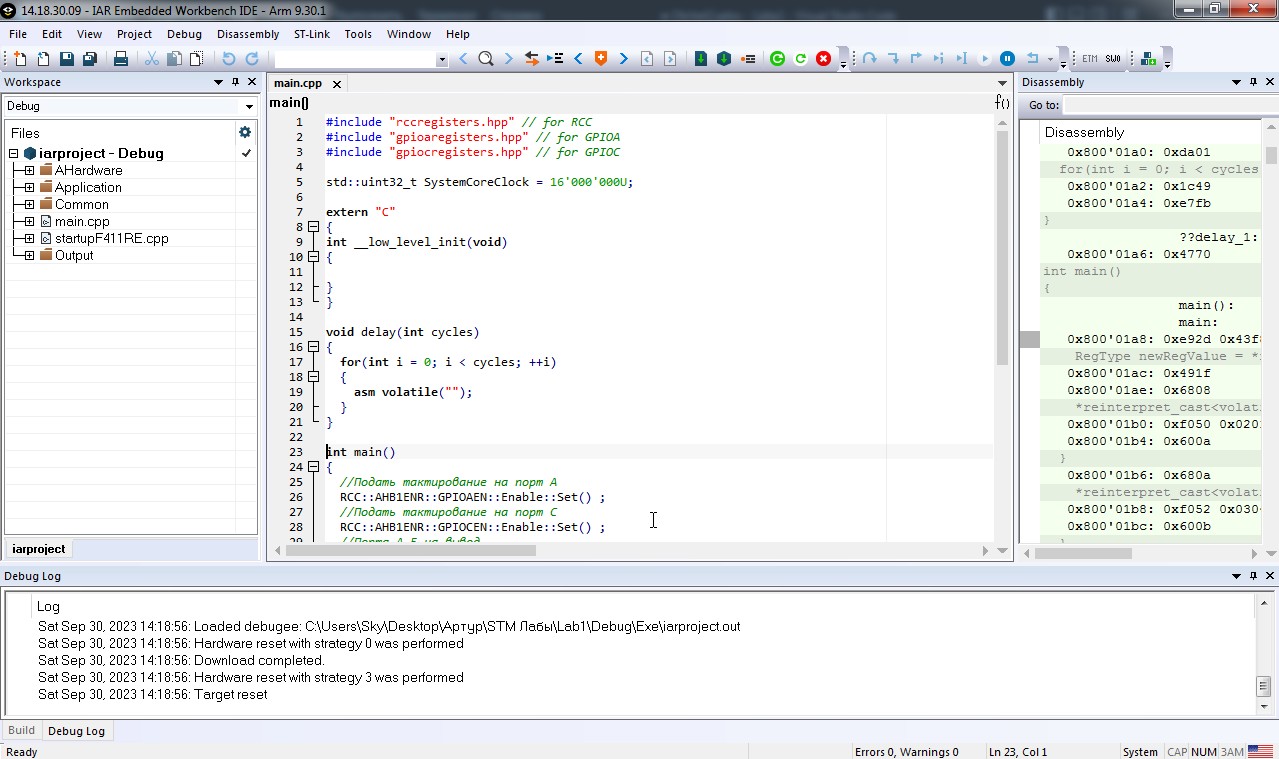 14.18.30.09 - IAR Embedded Workbench IDE - Arm 9.30.1
File Edit View Project Debug Disassembly ST-Link Tools Window Help
ETM SWO
Workspace
Debug
Files
iarproject - Debug
AHardware
Application
Common
main.cpp
startupF411RE.cpp
Output
iarproject
main.cpp
main()
f()
1 #include "rccregisters.hpp" // for RCC
2 #include "gpioaregisters.hpp" // for GPIOA
3 #include "gpiocregisters.hpp" // for GPIOC
4
5 std::uint32_t SystemCoreClock = 16'000'000U;
6
7 extern "C"
8 {
9 int __low_level_init(void)
10 {
11
12 }
13 }
14
15 void delay(int cycles)
16 {
17 for(int i = 0; i < cycles; ++i)
18 {
19 asm volatile("");
20 }
21 }
22
23 int main()
24 {
25 //Подать тактирование на порт A
26 RCC::AHB1ENR::GPIOAEN::Enable::Set() ;
27 //Подать тактирование на порт C
28 RCC::AHB1ENR::GPIOCEN::Enable::Set() ;
Disassembly
Go to:
Disassembly
0x800'01a0: 0xda01
for(int i = 0; i < cycles
0x800'01a2: 0x1c49
0x800'01a4: 0xe7fb
}
??delay_1:
0x800'01a6: 0x4770
int main()
{
main():
main:
0x800'01a8: 0xe92d 0x43f8
RegType newRegValue = *
0x800'01ac: 0x491f
0x800'01ae: 0x6808
*reinterpret_cast<volati
0x800'01b0: 0xf050 0x020
0x800'01b4: 0x600a
}
0x800'01b6: 0x680a
*reinterpret_cast<volati
0x800'01b8: 0xf052 0x030
0x800'01bc: 0x600b
Debug Log
Log
Sat Sep 30, 2023 14:18:56: Loaded debugee: C:\Users\Sky\Desktop\Артур\STM Лабы\Lab1\Debug\Exe\iarproject.out
Sat Sep 30, 2023 14:18:56: Hardware reset with strategy 0 was performed
Sat Sep 30, 2023 14:18:56: Download completed.
Sat Sep 30, 2023 14:18:56: Hardware reset with strategy 3 was performed
Sat Sep 30, 2023 14:18:56: Target reset
Build Debug Log
Ready Errors 0, Warnings 0 Ln 23, Col 1 System CAP NUM ЗАМ